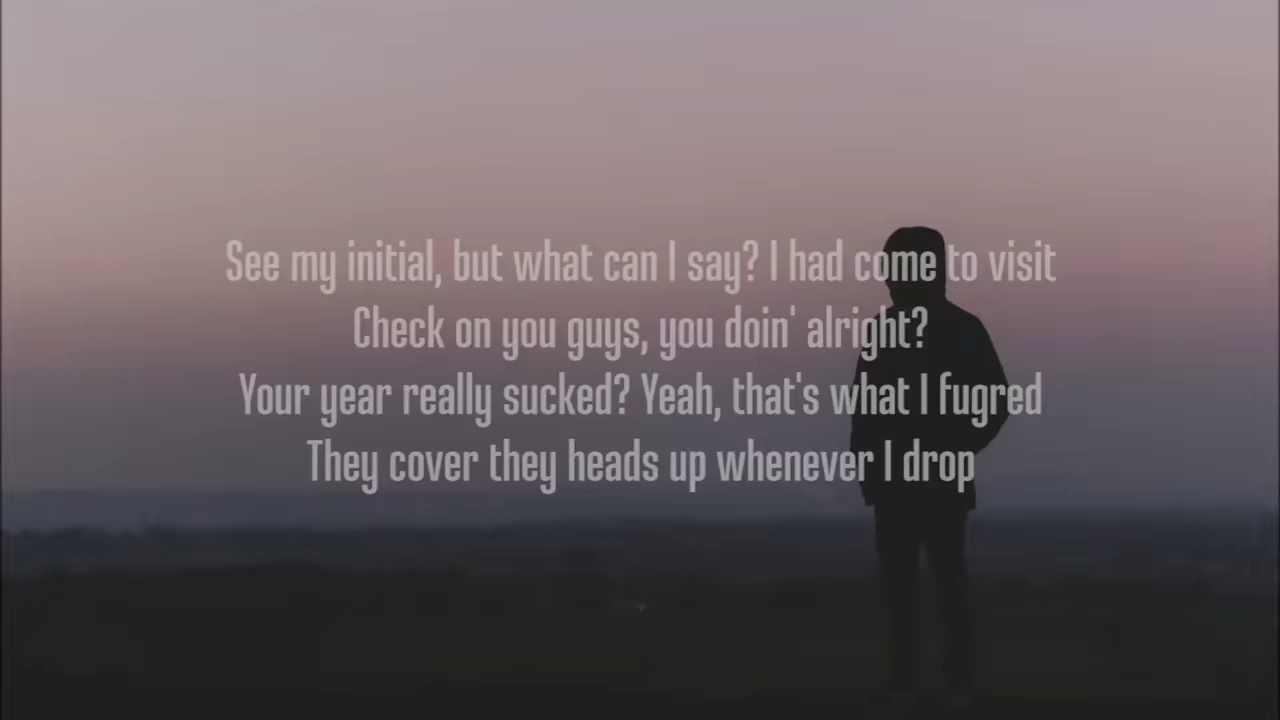 See my initial, but what can I say? I had come to visit
Check on you guys, you doin' alright?
Your year really sucked? Yeah, that's what I fugred
They cover they heads up whenever I drop